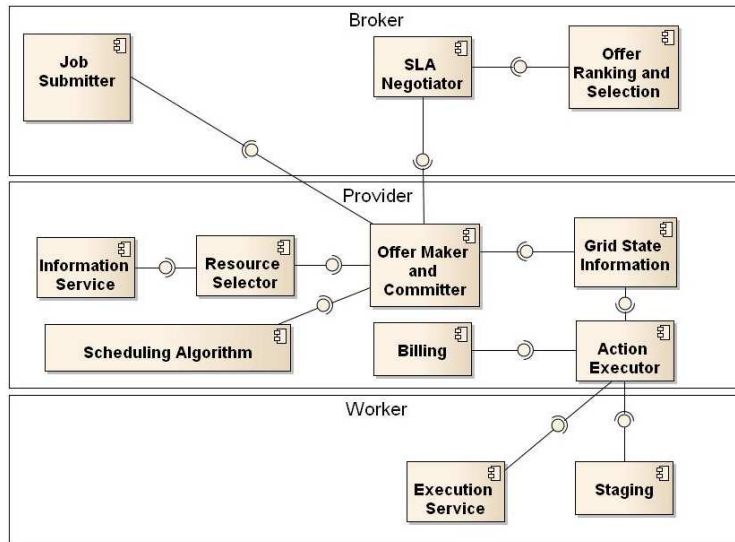 Broker
Job
Submitter
SLA
Negotiator
Offer
Ranking and
Selection
Provider
Information
Service
Resource
Selector
Offer Maker
and
Committer
Grid State
Information
Scheduling Algorithm
Billing
Action
Executor
Worker
Execution
Service
Staging